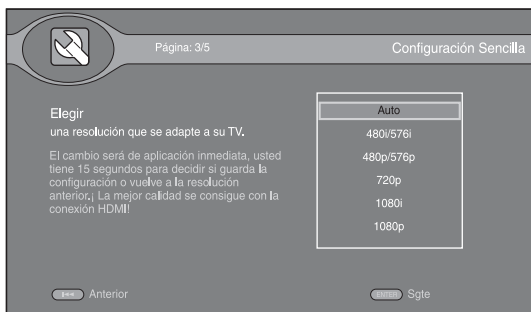 Página: 3/5
Configuración Sencilla
Elegir
una resolución que se adapte a su TV.
El cambio será de aplicación inmediata, usted
tiene 15 segundos para decidir si guarda la
configuración o vuelve a la resolución
anterior.¡ La mejor calidad se consigue con la
conexión HDMI!
Auto
480i/576i
480p/576p
720p
1080i
1080p
Anterior
ENTER Sgte